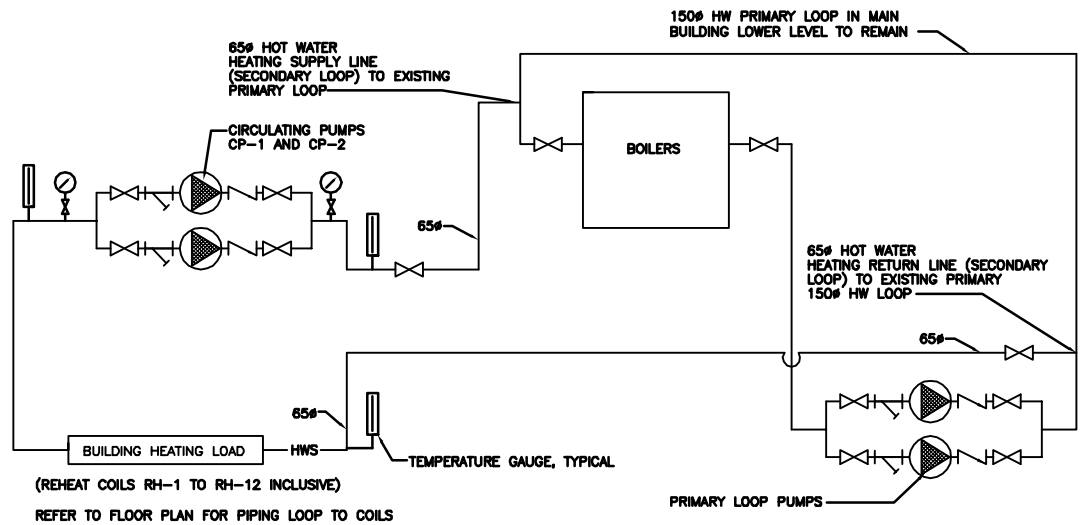 150ø HW PRIMARY LOOP IN MAIN
BUILDING LOWER LEVEL TO REMAIN
65ø HOT WATER
HEATING SUPPLY LINE
(SECONDARY LOOP) TO EXISTING
PRIMARY LOOP
CIRCULATING PUMPS
CP-1 AND CP-2
BOILERS
65ø
65ø HOT WATER
HEATING RETURN LINE (SECONDARY
LOOP) TO EXISTING PRIMARY
150ø HW LOOP
65ø
65ø
BUILDING HEATING LOAD
HWS
TEMPERATURE GAUGE, TYPICAL
(REHEAT COILS RH-1 TO RH-12 INCLUSIVE)
PRIMARY LOOP PUMPS
REFER TO FLOOR PLAN FOR PIPING LOOP TO COILS